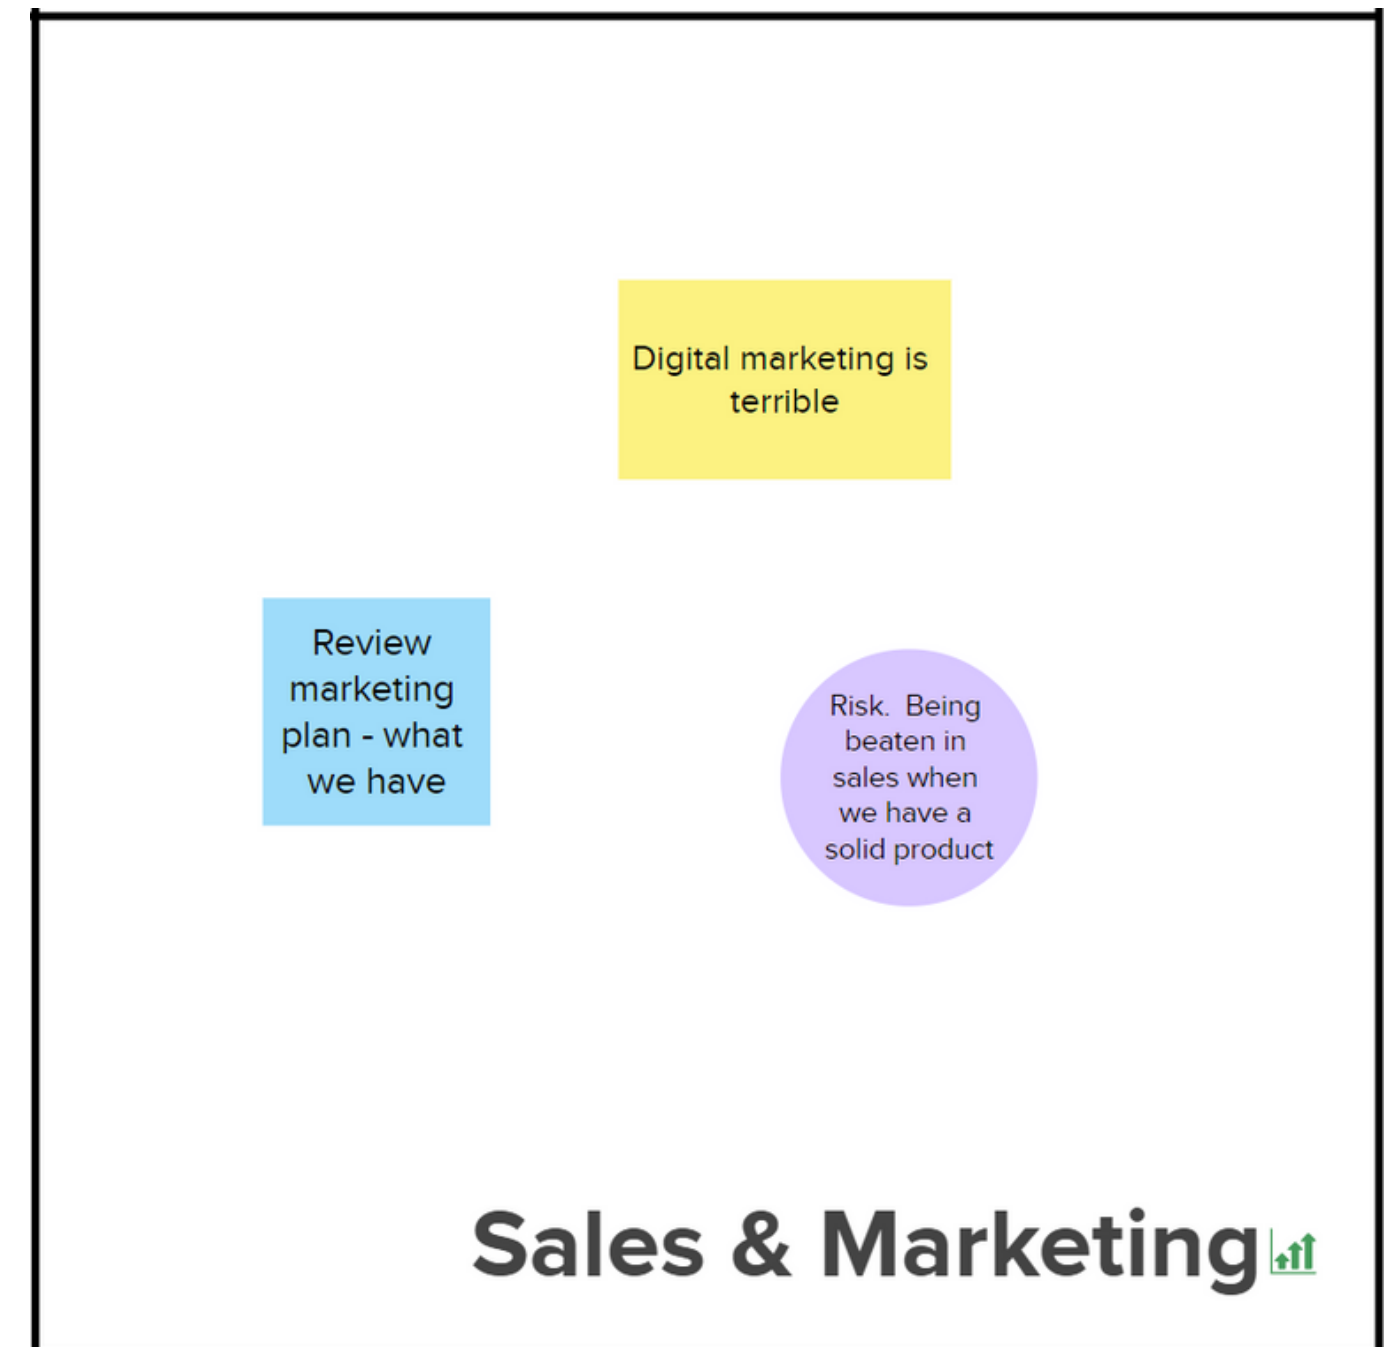 Digital marketing is
terrible
Review
marketing
plan - what
we have
Risk.  Being
beaten in
sales when
we have a
solid product
Sales & Marketing